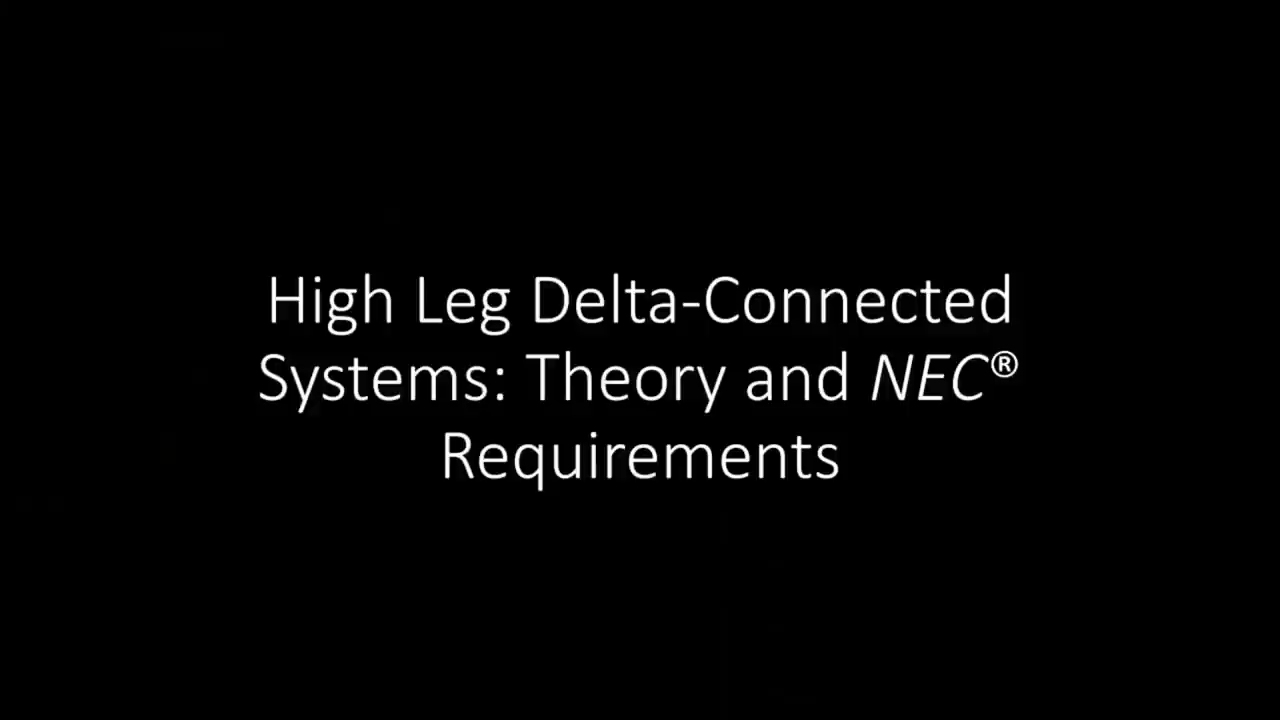 High Leg Delta-Connected
Systems: Theory and NEC®
Requirements